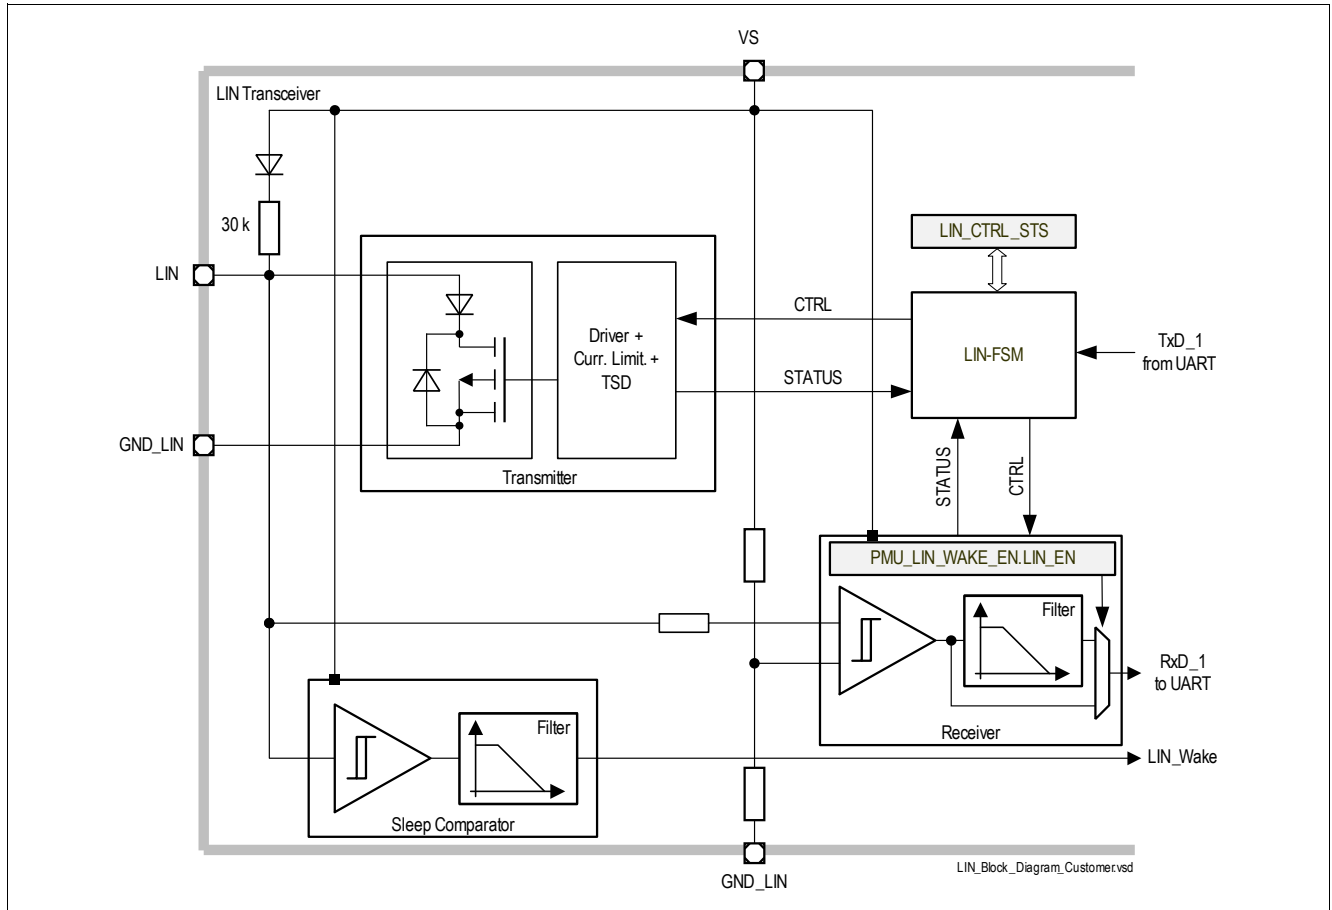 VS
LIN Transceiver
30 k
LIN_CTRL_STS
LIN
CTRL
Driver +
Curr. Limit. +
TSD
LIN-FSM
TxD_1
from UART
STATUS
GND_LIN
Transmitter
STATUS
CTRL
PMU_LIN_WAKE_EN.LIN_EN
Filter
RxD_1
to UART
Receiver
Filter
LIN_Wake
Sleep Comparator
GND_LIN
LIN_Block_Diagram_Customer.vsd